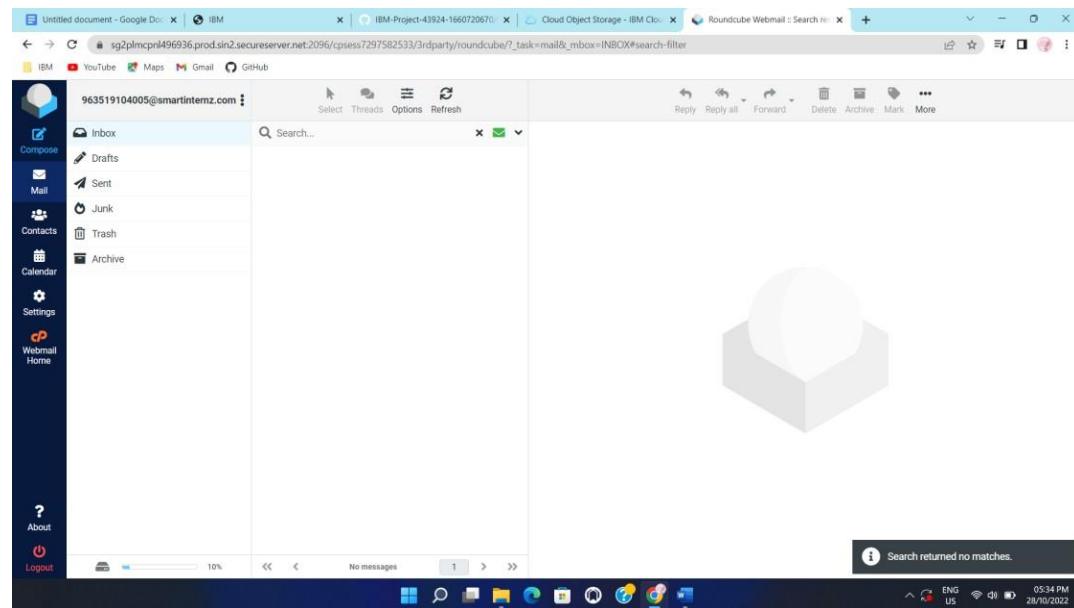 Untitled document - Google Doc
IBM
IBM-Project-43924-1660720670/
Cloud Object Storage - IBM Clou
Roundcube Webmail :: Search re
sg2plmcpnl496936.prod.sin2.secureserver.net:2096/cpsess7297582533/3rdparty/roundcube/?_task=mail&_mbox=INBOX#search-filter
IBM YouTube Maps Gmail GitHub
963519104005@smartinternz.com
Select Threads Options Refresh
Reply Reply all Forward Delete Archive Mark More
Compose
Mail
Contacts
Calendar
Settings
cP
Webmail
Home
About
Logout
Inbox
Drafts
Sent
Junk
Trash
Archive
10%
Search...
No messages 1
Search returned no matches.
ENG
US
05:34 PM
28/10/2022